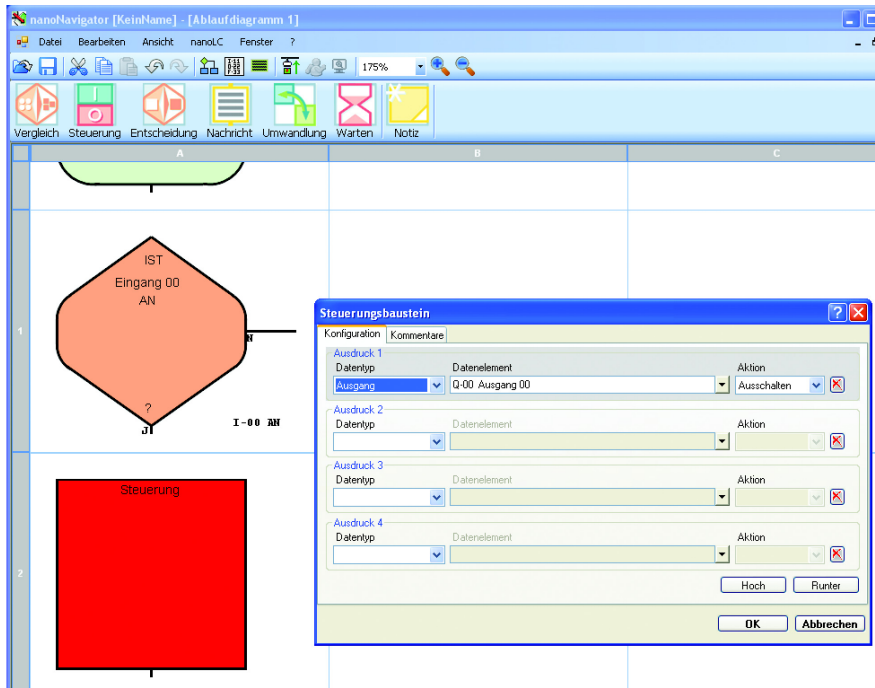 nanoNavigator [KeinName] - [Ablaufdiagramm 1]
Datei Bearbeiten Ansicht nanoLC Fenster ?
175%
Vergleich Steuerung Entscheidung Nachricht Umwandlung Warten Notiz
A B C
1
IST
Eingang 00
AN
N
?
J
I-00 AN
2
Steuerung
Steuerungsbaustein
Konfiguration Kommentare
Ausdruck 1
Datentyp Datenelement Aktion
Ausgang Q-00 Ausgang 00 Ausschalten
Ausdruck 2
Datentyp Datenelement Aktion
Ausdruck 3
Datentyp Datenelement Aktion
Ausdruck 4
Datentyp Datenelement Aktion
Hoch Runter
OK Abbrechen